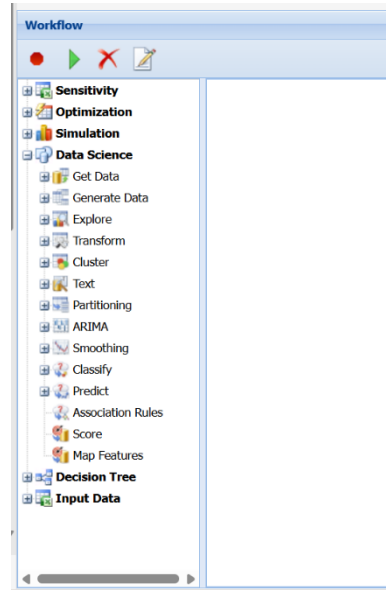 Workflow
Sensitivity
Optimization
Simulation
Data Science
Get Data
Generate Data
Explore
Transform
Cluster
Text
Partitioning
ARIMA
Smoothing
Classify
Predict
Association Rules
Score
Map Features
Decision Tree
Input Data